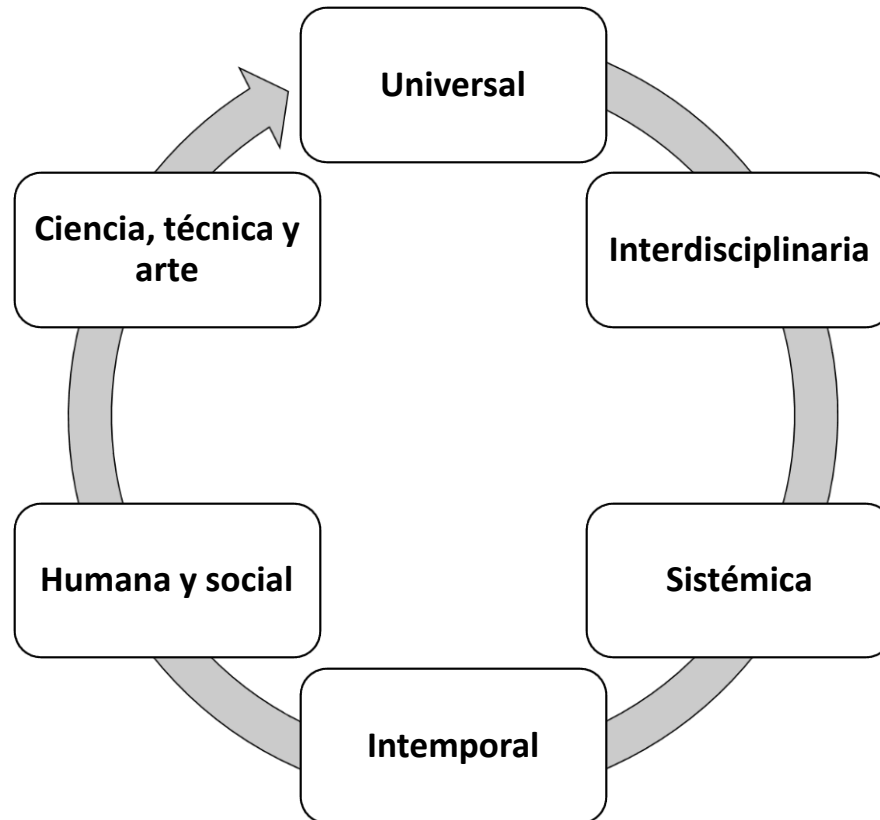 Universal
Interdisciplinaria
Sistémica
Intemporal
Humana y social
Ciencia, técnica y
arte